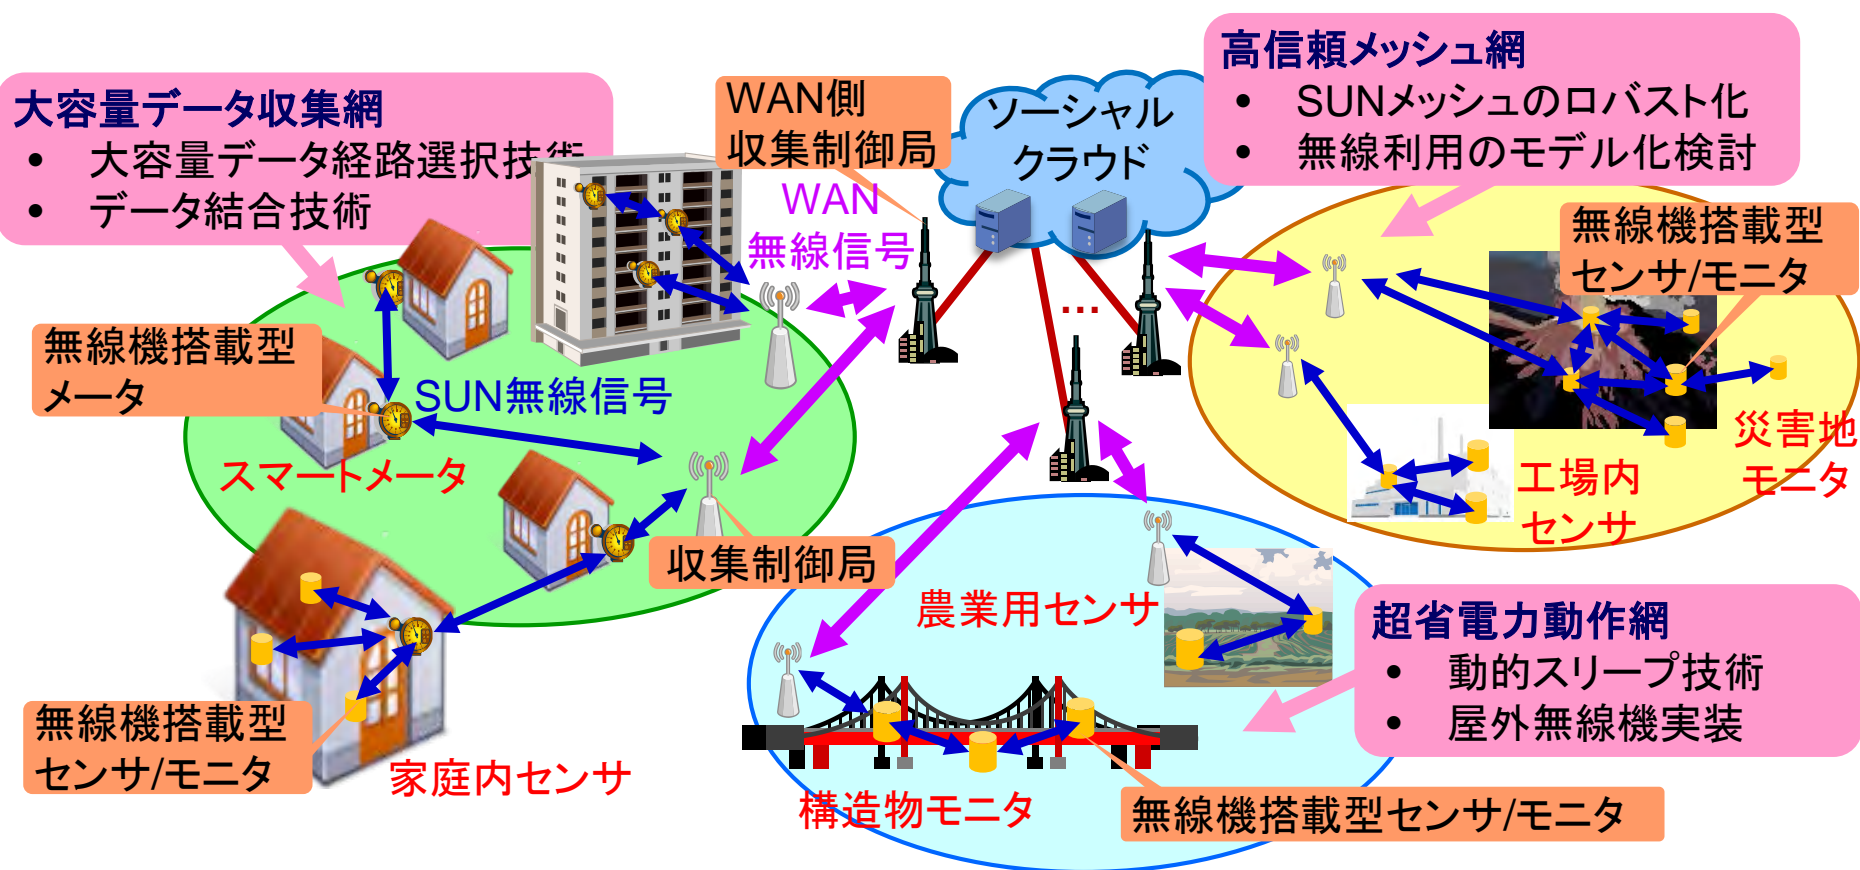 大容量データ収集網
• 大容量データ経路選択技術
• データ結合技術
WAN側
収集制御局
ソーシャル
クラウド
高信頼メッシュ網
• SUNメッシュのロバスト化
• 無線利用のモデル化検討
WAN
無線信号
無線機搭載型
センサ/モニタ
…
無線機搭載型
メータ
SUN無線信号
スマートメータ
災害地
モニタ
工場内
センサ
収集制御局
農業用センサ
超省電力動作網
• 動的スリープ技術
• 屋外無線機実装
無線機搭載型
センサ/モニタ
家庭内センサ
構造物モニタ
無線機搭載型センサ/モニタ